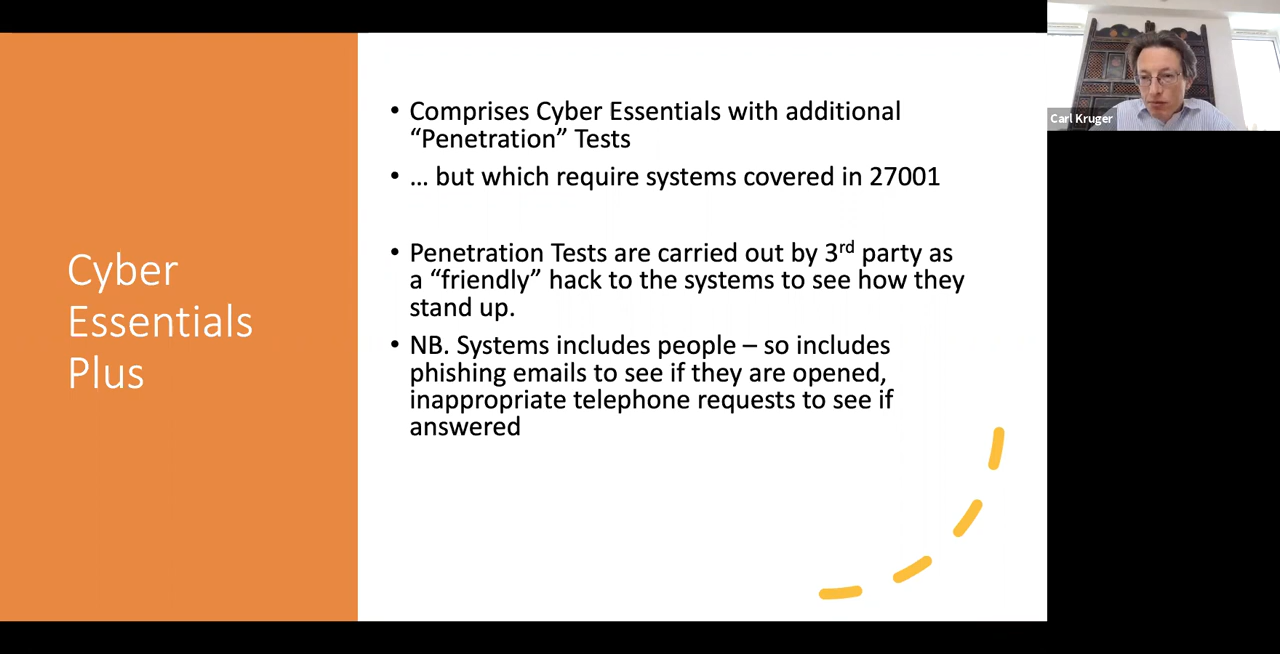 Cyber
Essentials
Plus
• Comprises Cyber Essentials with additional
“Penetration” Tests
• … but which require systems covered in 27001
• Penetration Tests are carried out by 3rd party as
a “friendly” hack to the systems to see how they
stand up.
• NB. Systems includes people – so includes
phishing emails to see if they are opened,
inappropriate telephone requests to see if
answered
Carl Kruger